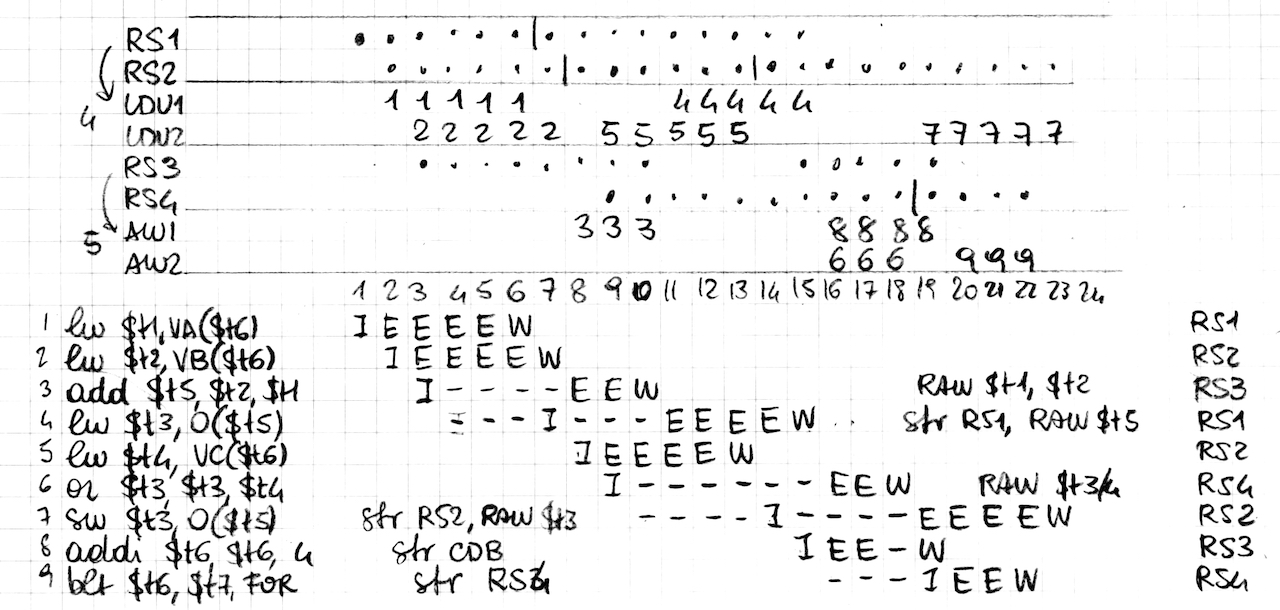 RS1
RS2
4 LDU1 1 1 1 1 1 4 4 4 4 4
LDU2 2 2 2 2 2 5 5 5 5 5 7 7 7 7 7
RS3
RS4
5 ALU1 3 3 3 8 8 8 8
ALU2 6 6 6 9 9 9
1 2 3 4 5 6 7 8 9 10 11 12 13 14 15 16 17 18 19 20 21 22 23 24
1 lw $t1, VA($t6) I E E E E W RS1
2 lw $t2, VB($t6) I E E E E W RS2
3 add $t5, $t2, $t1 I - - - - E E W RAW $t1, $t2 RS3
4 lw $t3, 0($t5) - - - I - - - E E E E W str RS1, RAW $t5 RS1
5 lw $t4, VC($t6) I E E E E W RS2
6 or $t3, $t3, $t4 I - - - - - - E E W RAW $t3/4 RS4
7 sw $t3, 0($t5) str RS2, RAW $t3 - - - - I - - - - E E E E W RS2
8 addi $t6, $t6, 4 str CDB I E E - W RS3
9 blt $t6, $t7, FOR str RS4 - - - I E E W RS4